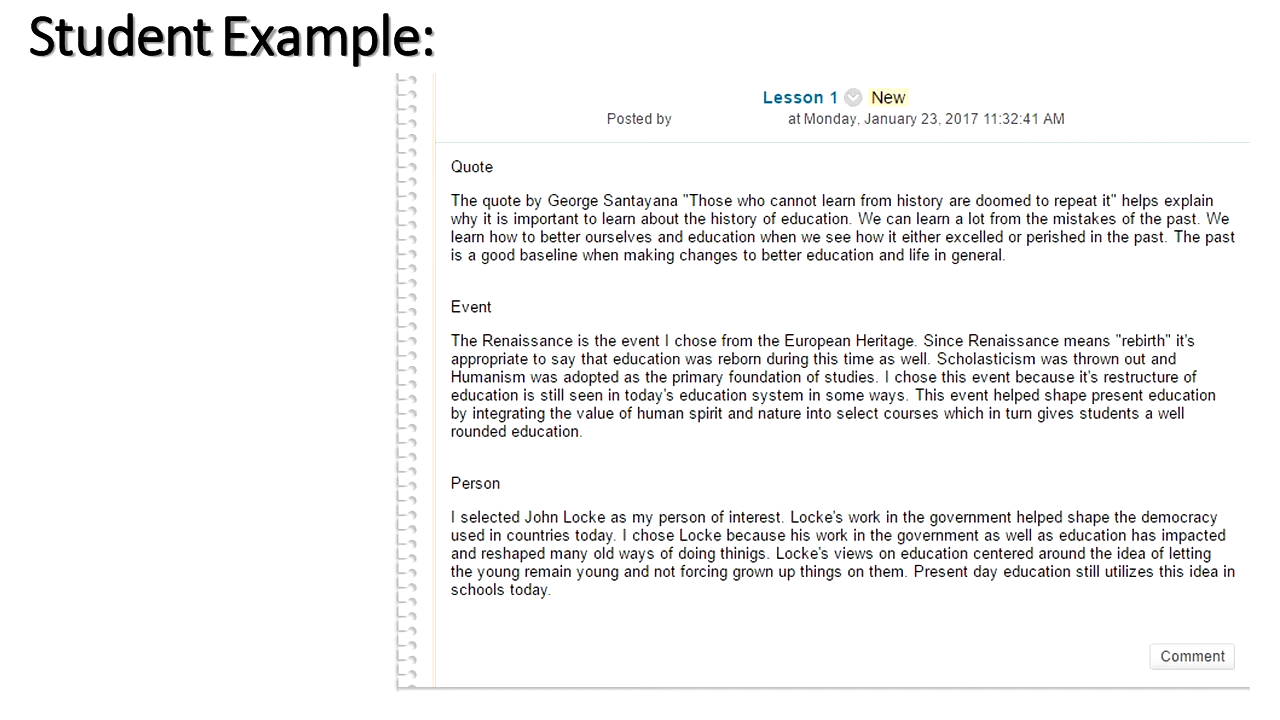 Student Example:
Lesson 1 New
Posted by at Monday, January 23, 2017 11:32:41 AM
Quote
The quote by George Santayana "Those who cannot learn from history are doomed to repeat it" helps explain
why it is important to learn about the history of education. We can learn a lot from the mistakes of the past. We
learn how to better ourselves and education when we see how it either excelled or perished in the past. The past
is a good baseline when making changes to better education and life in general.
Event
The Renaissance is the event I chose from the European Heritage. Since Renaissance means "rebirth" it's
appropriate to say that education was reborn during this time as well. Scholasticism was thrown out and
Humanism was adopted as the primary foundation of studies. I chose this event because it's restructure of
education is still seen in today's education system in some ways. This event helped shape present education
by integrating the value of human spirit and nature into select courses which in turn gives students a well
rounded education.
Person
I selected John Locke as my person of interest. Locke's work in the government helped shape the democracy
used in countries today. I chose Locke because his work in the government as well as education has impacted
and reshaped many old ways of doing thinigs. Locke's views on education centered around the idea of letting
the young remain young and not forcing grown up things on them. Present day education still utilizes this idea in
schools today.
Comment